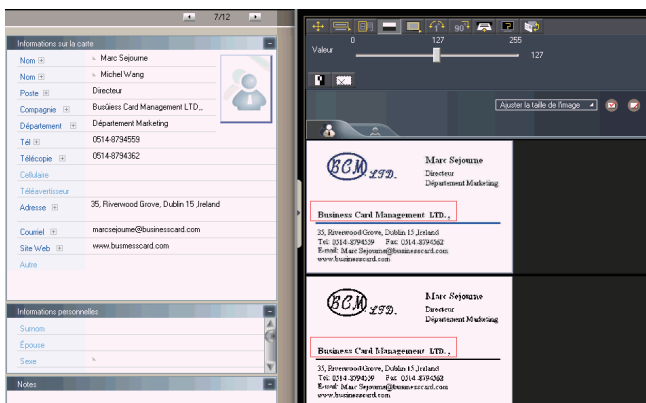 7/12
Informations sur la carte
Nom Marc Sejourne
Nom Michel Wang
Poste Directeur
Compagnie Busüiess Card Management LTD.,
Département Département Marketing
Tél 0514-8794559
Télécopie 0514-8794362
Cellulaire
Téléavertisseur
Adresse 35, Riverwood Grove, Dublin 15 ,Ireland
Courriel marcsejoume@businesscard.com
Site Web www.busmesscard.com
Autre
Informations personnelles
Surnom
Épouse
Sexe
Notes
90°
Valeur 0 127 255
127
Ajuster la taille de l'image
BCM LTD.
Marc Sejourne
Directeur
Département Marketing
Business Card Management LTD. ,
35, Riverwood Grove, Dublin 15 ,Ireland
Tel: 0514-8794559 Fax: 0514-8794362
E-mail: Marc Sejourne@businesscard.com
www.businesscard.com
BCM LTD.
Marc Sejourne
Directeur
Département Marketing
Business Card Management LTD. ,
35, Riverwood Grove, Dublin 15 ,Ireland
Tel: 0514-8794559 Fax: 0514-8794362
E-mail: Marc Sejourne@businesscard.com
www.businesscard.com